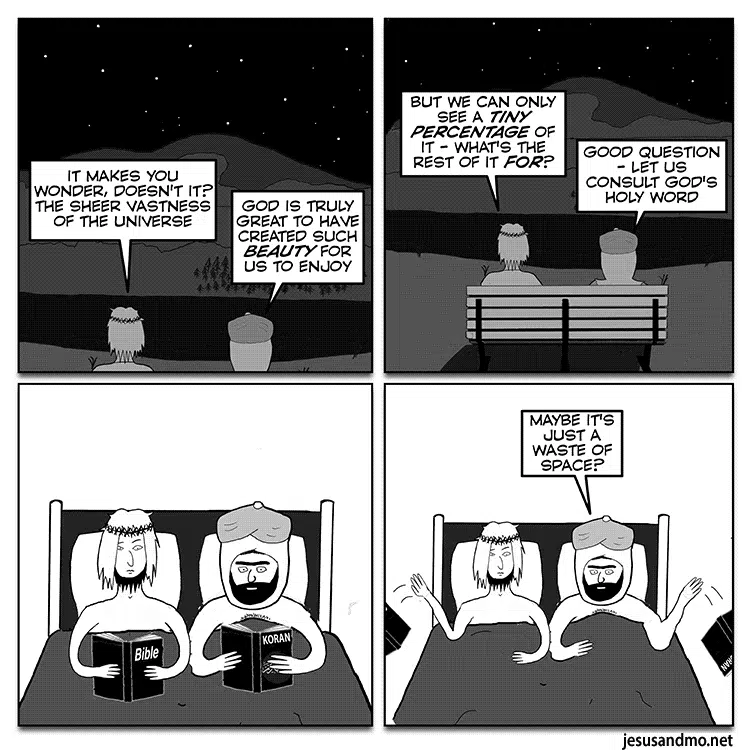 IT MAKES YOU
WONDER, DOESN'T IT?
THE SHEER VASTNESS
OF THE UNIVERSE
GOD IS TRULY
GREAT TO HAVE
CREATED SUCH
BEAUTY FOR
US TO ENJOY
BUT WE CAN ONLY
SEE A TINY
PERCENTAGE OF
IT - WHAT'S THE
REST OF IT FOR?
GOOD QUESTION
- LET US
CONSULT GOD'S
HOLY WORD
Bible
KORAN
MAYBE IT'S
JUST A
WASTE OF
SPACE?
jesusandmo.net